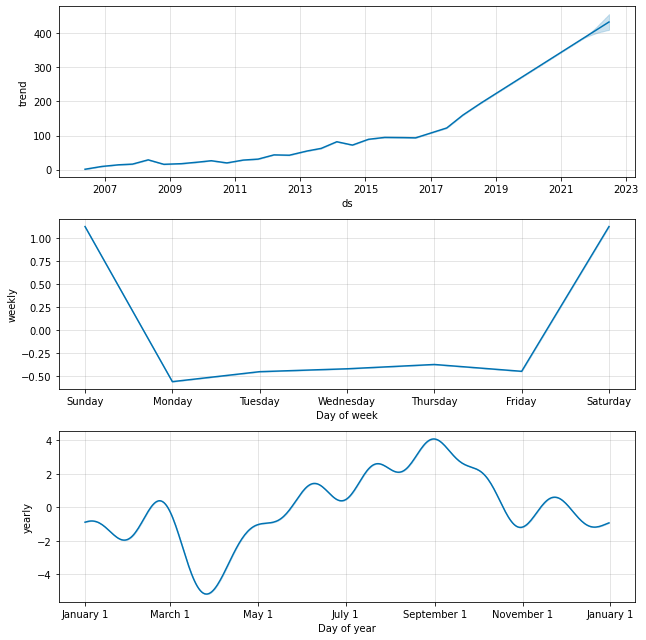 400
300
200
100
0
trend
2007 2009 2011 2013 2015 2017 2019 2021 2023
ds
1.00
0.75
0.50
0.25
0.00
−0.25
−0.50
weekly
Sunday Monday Tuesday Wednesday Thursday Friday Saturday
Day of week
4
2
0
−2
−4
yearly
January 1 March 1 May 1 July 1 September 1 November 1 January 1
Day of year